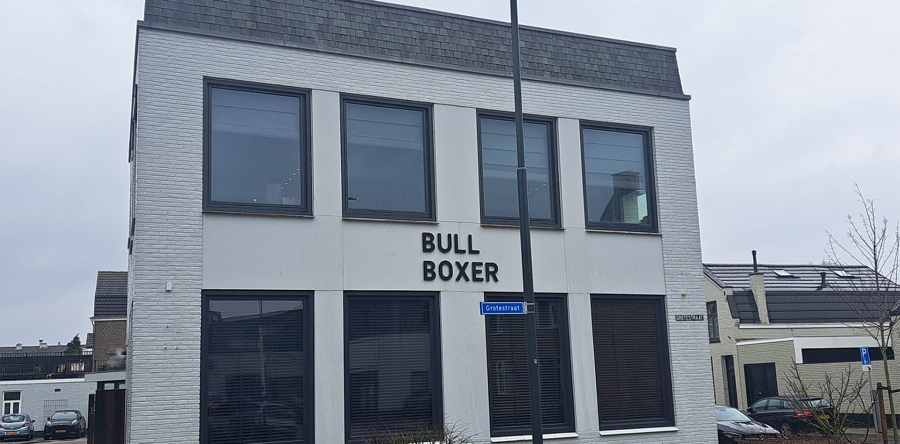 BULL
BOXER
Grotestraat
GROTESTRAAT
P